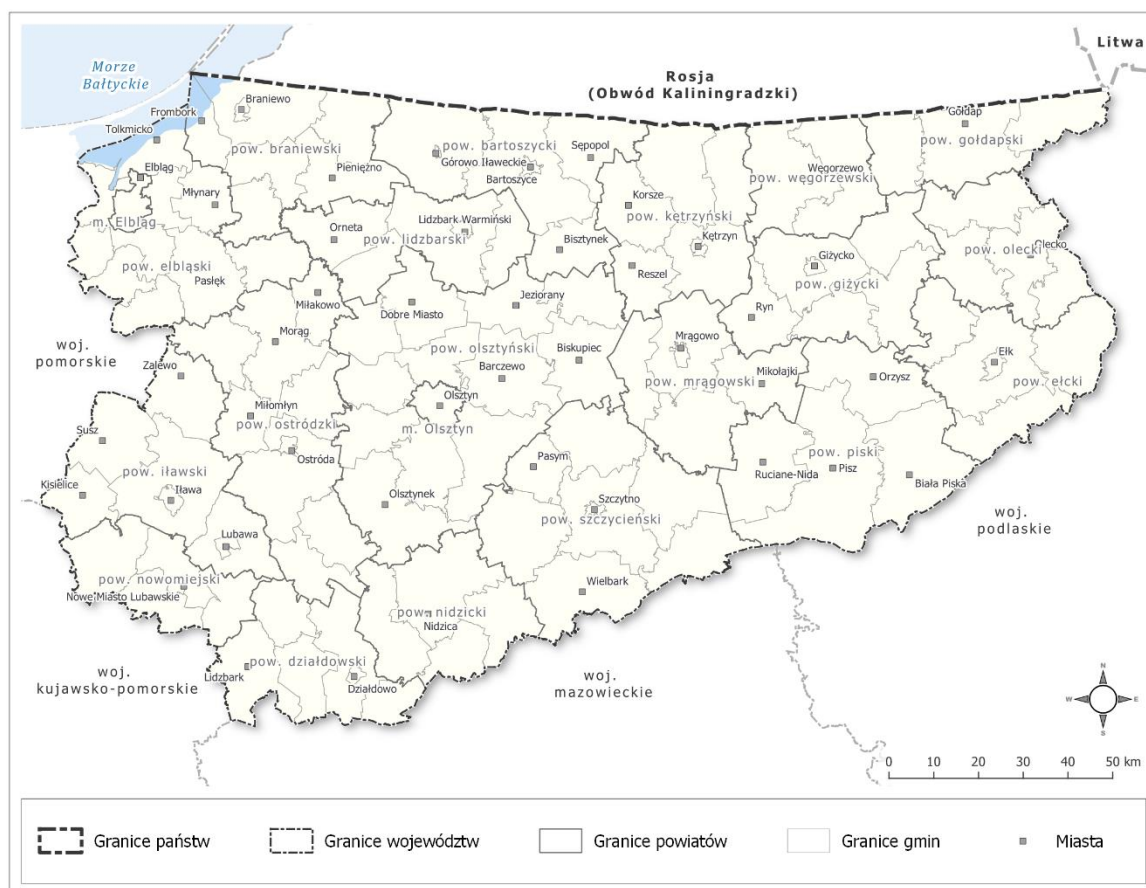 Morze
Bałtyckie
Litwa
Rosja
(Obwód Kaliningradzki)
Braniewo
Frombork
Tolkmicko
pow. braniewski
pow. bartoszycki
Sępopol
Górowo Iławeckie
Bartoszyce
Gołdap
pow. gołdapski
Węgorzewo
pow. węgorzewski
Elbląg
Młynary
Pieniężno
Korsze
pow. kętrzyński
Kętrzyn
m. Elbląg
Orneta
Lidzbark Warmiński
pow. lidzbarski
Bisztynek
Reszel
Giżycko
pow. giżycki
pow. olecki
pow. elbląski
Pasłęk
Miłakowo
Dobre Miasto
Jeziorany
Ryn
Morąg
pow. olsztyński
Biskupiec
Barczewo
Mrągowo
pow. mrągowski
Mikołajki
Orzysz
Ełk
pow. ełcki
woj.
pomorskie
Zalewo
Miłomłyn
pow. ostródzki
Ostróda
Olsztyn
m. Olsztyn
Susz
pow. iławski
Kisielice
Iława
Pasym
pow. piski
Ruciane-Nida
Pisz
Biała Piska
Olsztynek
Szczytno
pow. szczycieński
woj.
podlaskie
Lubawa
pow. nowomiejski
Nowe Miasto Lubawskie
pow. nidzicki
Nidzica
Wielbark
pow. działdowski
Lidzbark
Działdowo
woj.
kujawsko-pomorskie
woj.
mazowieckie
N
W E
S
0 10 20 30 40 50 km
Granice państw
Granice województw
Granice powiatów
Granice gmin
Miasta